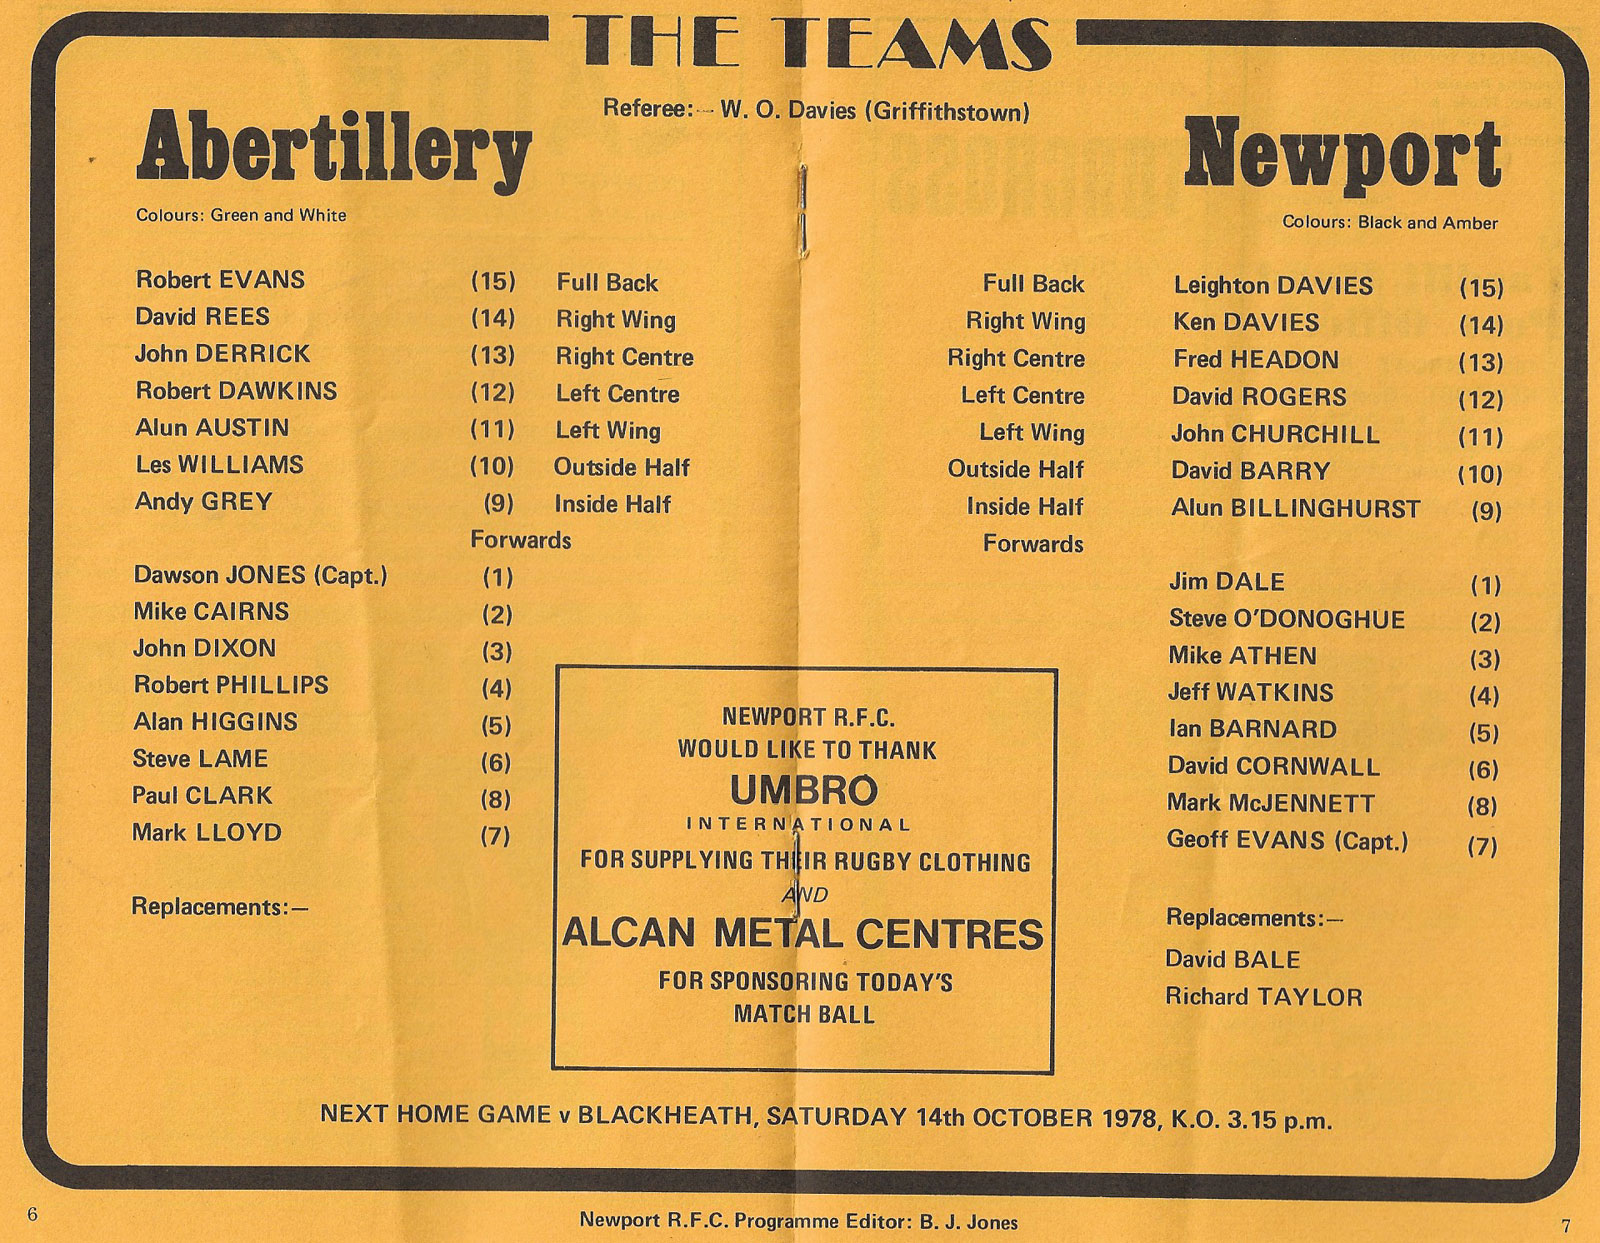 THE TEAMS
Referee:— W. O. Davies (Griffithstown)
Abertillery
Colours: Green and White
Robert EVANS (15) Full Back
David REES (14) Right Wing
John DERRICK (13) Right Centre
Robert DAWKINS (12) Left Centre
Alun AUSTIN (11) Left Wing
Les WILLIAMS (10) Outside Half
Andy GREY (9) Inside Half
Forwards
Dawson JONES (Capt.) (1)
Mike CAIRNS (2)
John DIXON (3)
Robert PHILLIPS (4)
Alan HIGGINS (5)
Steve LAME (6)
Paul CLARK (8)
Mark LLOYD (7)
Replacements:—
Newport
Colours: Black and Amber
Full Back Leighton DAVIES (15)
Right Wing Ken DAVIES (14)
Right Centre Fred HEADON (13)
Left Centre David ROGERS (12)
Left Wing John CHURCHILL (11)
Outside Half David BARRY (10)
Inside Half Alun BILLINGHURST (9)
Forwards
Jim DALE (1)
Steve O'DONOGHUE (2)
Mike ATHEN (3)
Jeff WATKINS (4)
Ian BARNARD (5)
David CORNWALL (6)
Mark McJENNETT (8)
Geoff EVANS (Capt.) (7)
Replacements:—
David BALE
Richard TAYLOR
NEWPORT R.F.C.
WOULD LIKE TO THANK
UMBRO
INTERNATIONAL
FOR SUPPLYING THEIR RUGBY CLOTHING
AND
ALCAN METAL CENTRES
FOR SPONSORING TODAY'S
MATCH BALL
NEXT HOME GAME v BLACKHEATH, SATURDAY 14th OCTOBER 1978, K.O. 3.15 p.m.
6
Newport R.F.C. Programme Editor: B. J. Jones
7